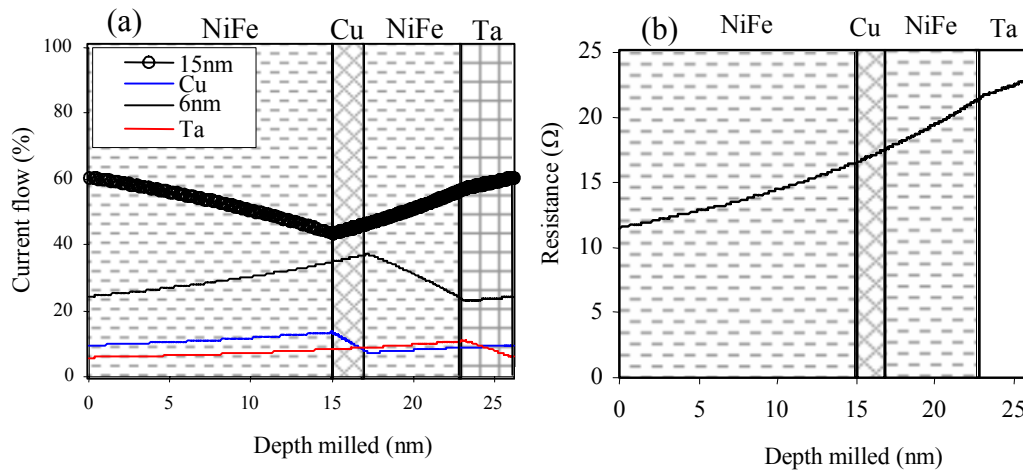 (a) NiFe Cu NiFe Ta
100
80
60
40
20
0
Current flow (%)
15nm
Cu
6nm
Ta
0 5 10 15 20 25
Depth milled (nm)
(b) NiFe Cu NiFe Ta
25
20
15
10
5
0
Resistance (Ω)
0 5 10 15 20 25
Depth milled (nm)